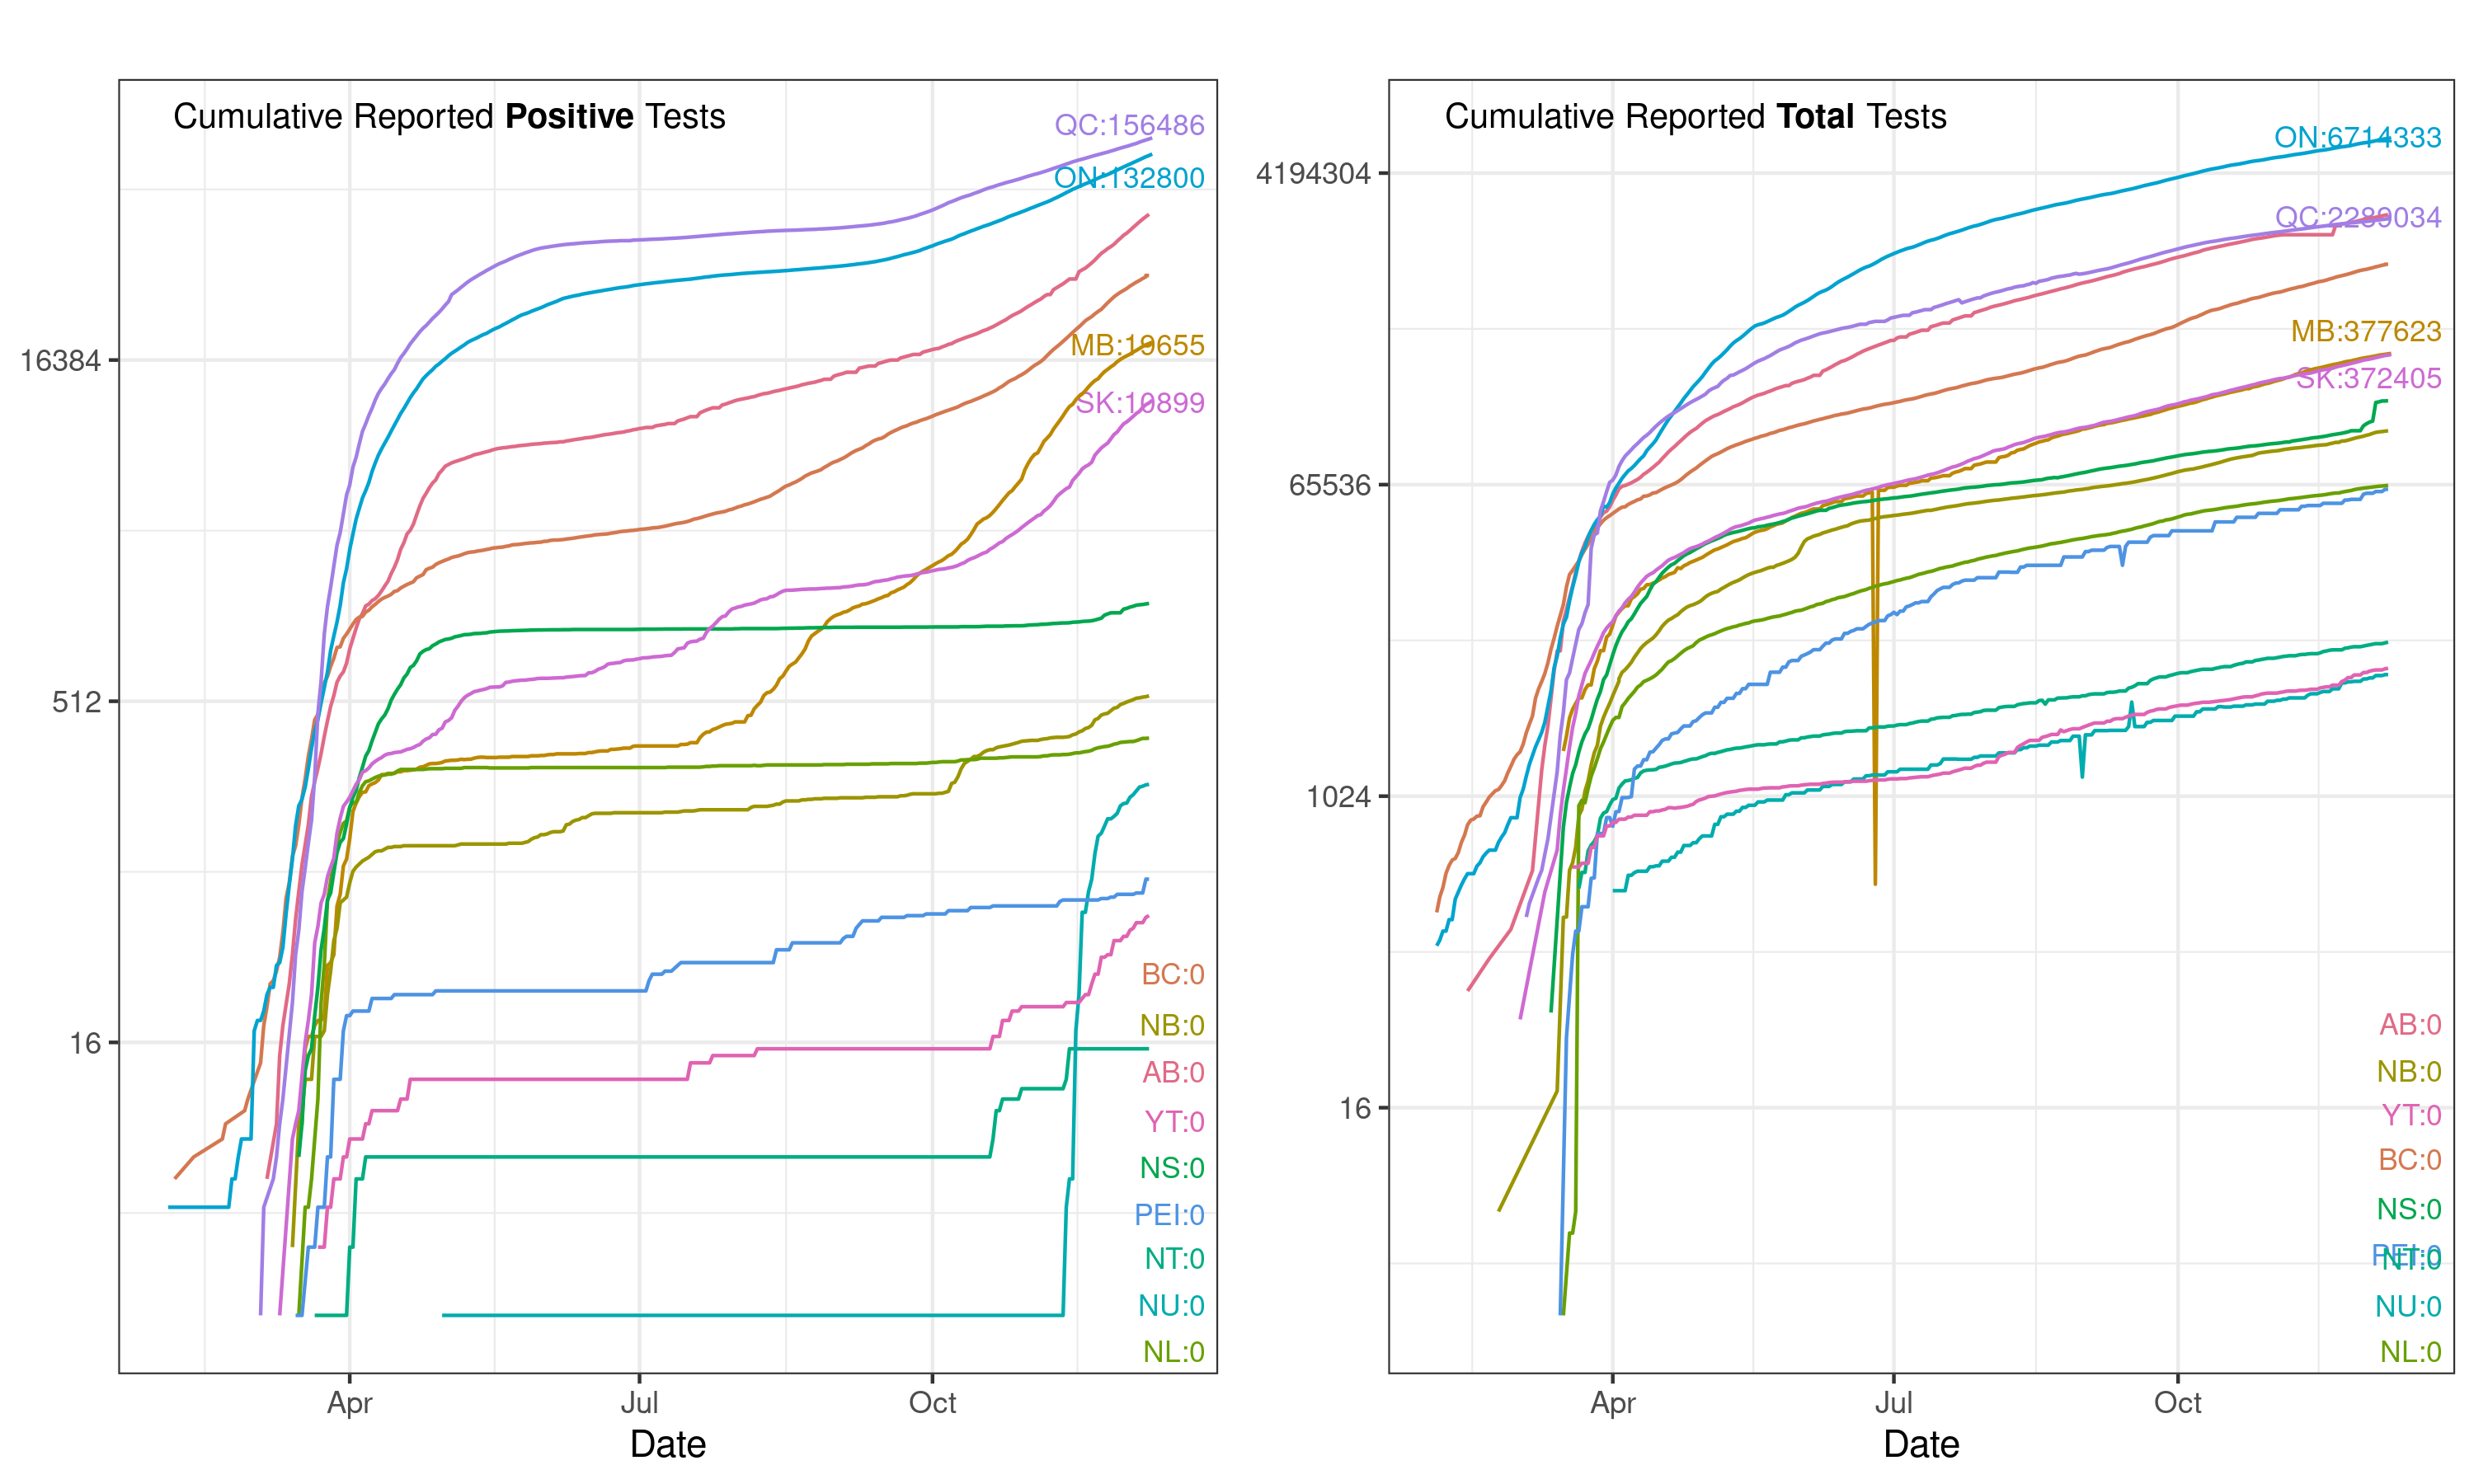 Cumulative Reported Positive Tests
QC:156486
ON:132800
MB:19655
SK:10899
BC:0
NB:0
AB:0
YT:0
NS:0
PEI:0
NT:0
NU:0
NL:0
16384
512
16
Apr
Jul
Oct
Date
Cumulative Reported Total Tests
ON:6714333
QC:2289034
MB:377623
SK:372405
AB:0
NB:0
YT:0
BC:0
NS:0
PEI:0
NT:0
NU:0
NL:0
4194304
65536
1024
16
Apr
Jul
Oct
Date